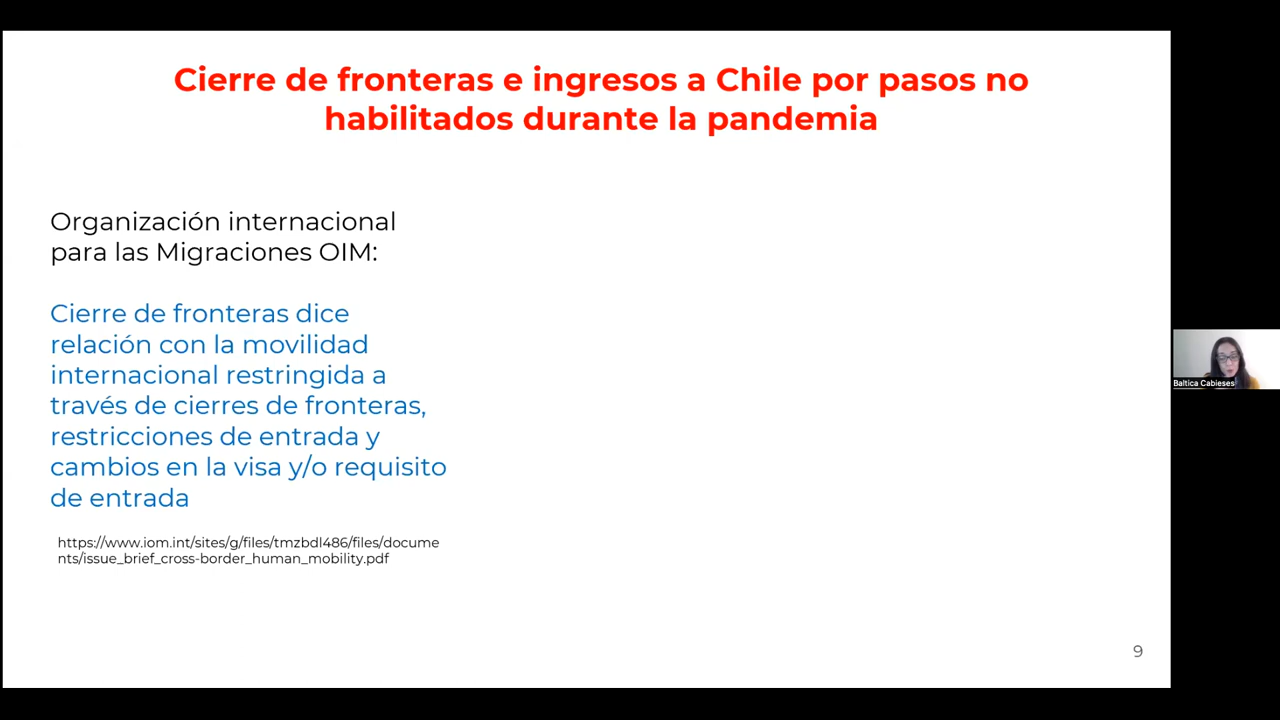 Cierre de fronteras e ingresos a Chile por pasos no
habilitados durante la pandemia
Organización internacional
para las Migraciones OIM:
Cierre de fronteras dice
relación con la movilidad
internacional restringida a
través de cierres de fronteras,
restricciones de entrada y
cambios en la visa y/o requisito
de entrada
https://www.iom.int/sites/g/files/tmzbdl486/files/docume
nts/issue_brief_cross-border_human_mobility.pdf
Baltica Cabieses
9